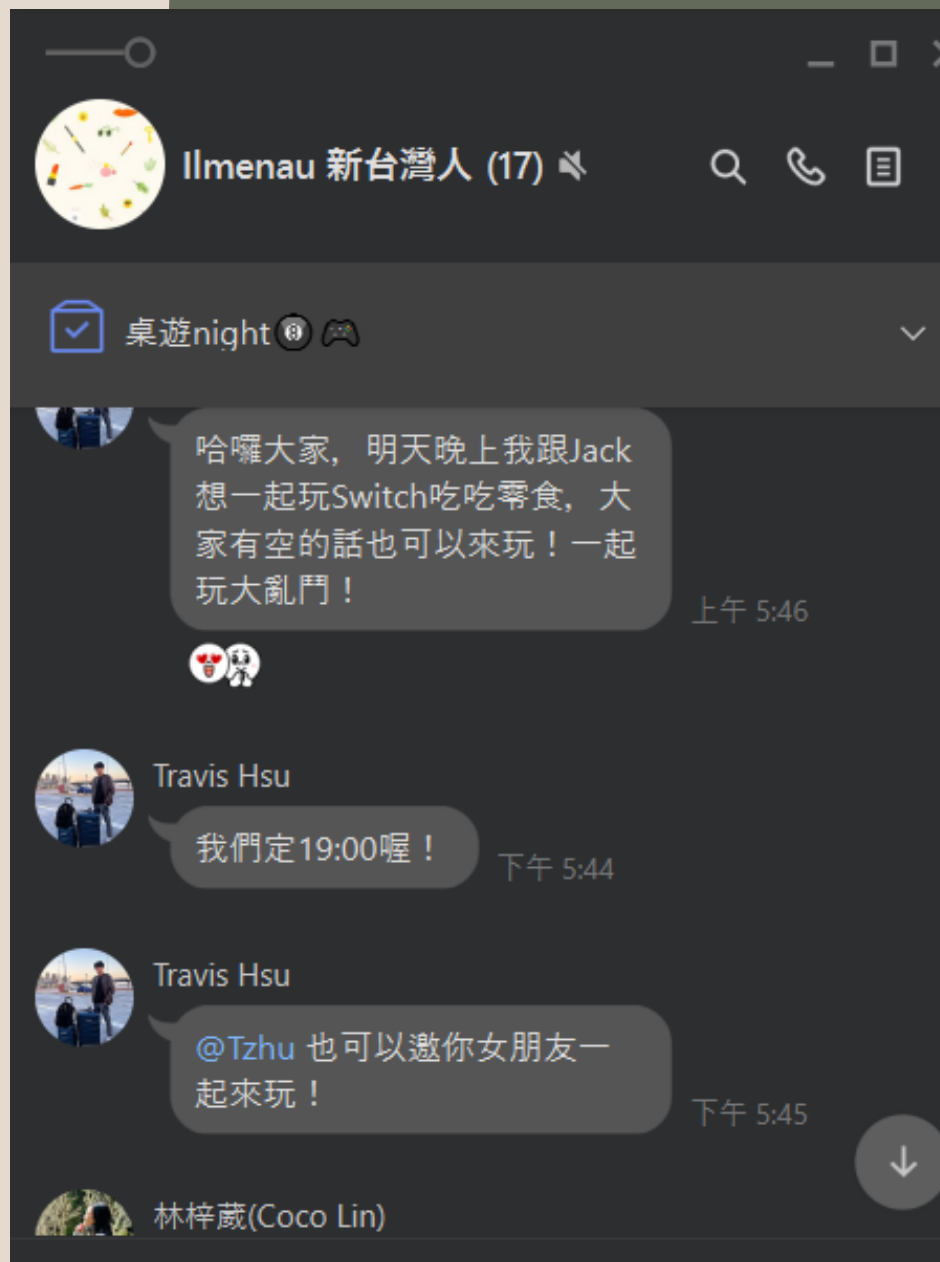 Ilmenau 新台灣人 (17)
桌遊night
哈囉大家，明天晚上我跟Jack
想一起玩Switch吃吃零食，大
家有空的話也可以來玩！一起
玩大亂鬥！
上午 5:46
Travis Hsu
我們定19:00喔！
下午 5:44
Travis Hsu
@Tzhu 也可以邀你女朋友一
起來玩！
下午 5:45
林梓葳(Coco Lin)